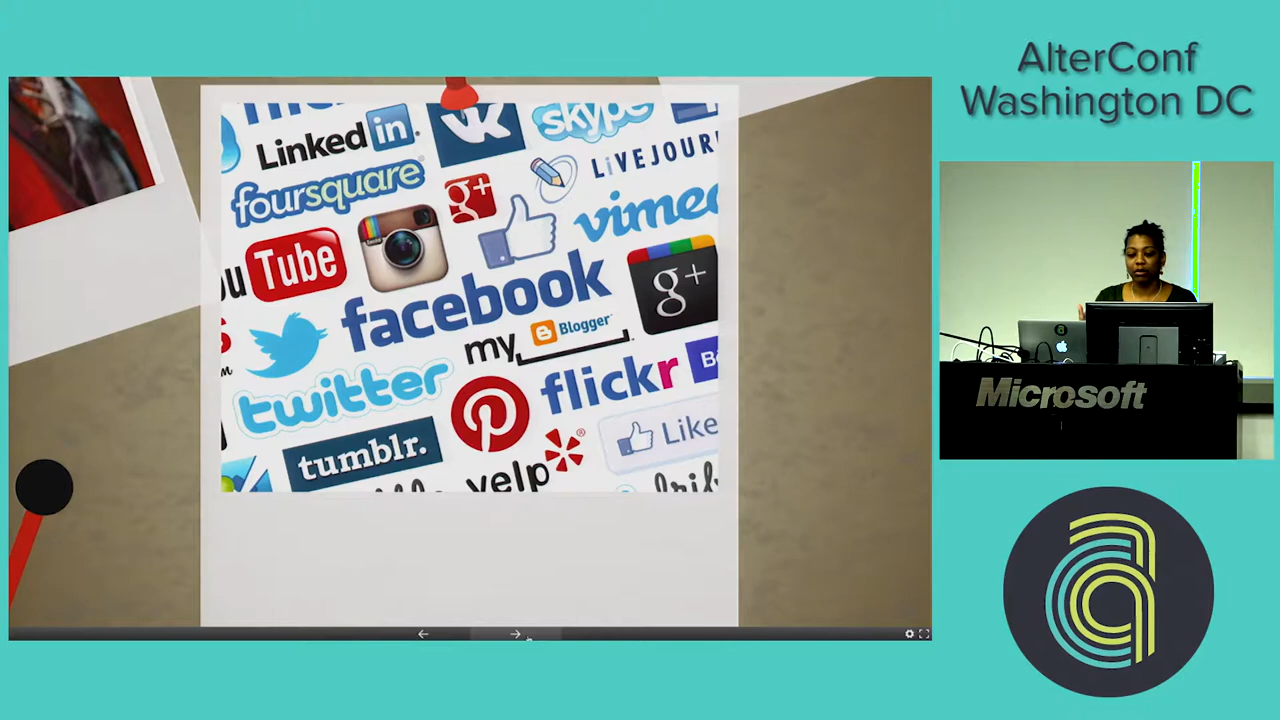 AlterConf
Washington DC
Linked in
skype
LiVEJOUR
foursquare
g+
vimeo
You Tube
facebook
g+
Blogger
my
twitter
flickr
tumblr.
Like
yelp
Microsoft